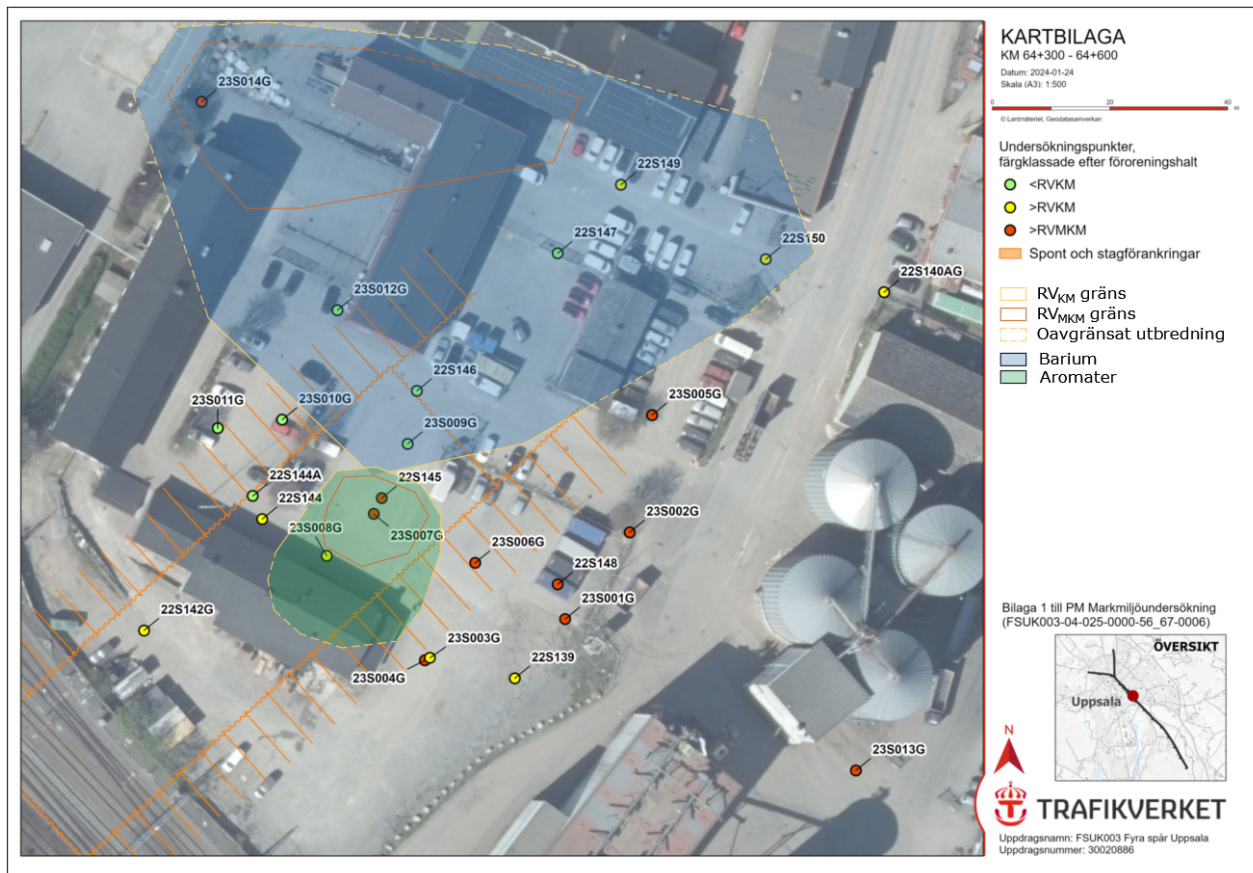 KARTBILAGA
KM 64+300 - 64+600
Datum: 2024-01-24
Skala (A3): 1:500
0 20 40 m
© Lantmäteriet, Geodatasamverkan
Undersökningspunkter,
färgklassade efter föroreningshalt
<RVKM
>RVKM
>RVMKM
Spont och stagförankringar
RVKM gräns
RVMKM gräns
Oavgränsat utbredning
Barium
Aromater
23S014G
22S149
22S147
22S150
22S140AG
23S012G
22S146
23S011G
23S010G
23S005G
23S009G
22S144A
22S145
22S144
23S008G
23S007G
23S002G
23S006G
22S148
23S001G
22S142G
23S003G
23S004G
22S139
23S013G
Bilaga 1 till PM Markmiljöundersökning
(FSUK003-04-025-0000-56_67-0006)
ÖVERSIKT
Uppsala
N
TRAFIKVERKET
Uppdragsnamn: FSUK003 Fyra spår Uppsala
Uppdragsnummer: 30020886